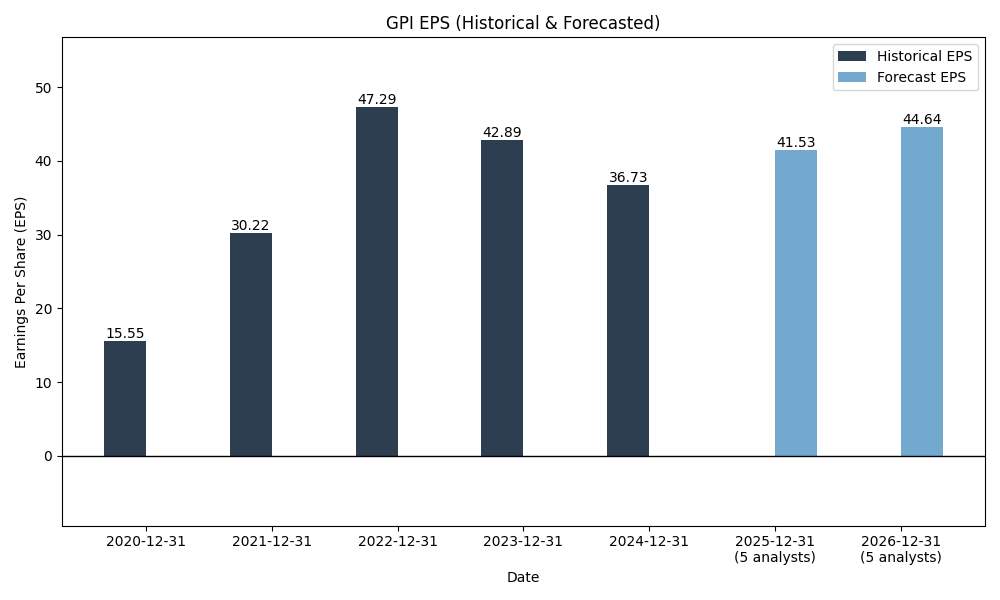 GPI EPS (Historical & Forecasted)
Historical EPS
Forecast EPS
Earnings Per Share (EPS)
50
40
30
20
10
0
15.55
30.22
47.29
42.89
36.73
41.53
44.64
2020-12-31
2021-12-31
2022-12-31
2023-12-31
2024-12-31
2025-12-31
(5 analysts)
2026-12-31
(5 analysts)
Date